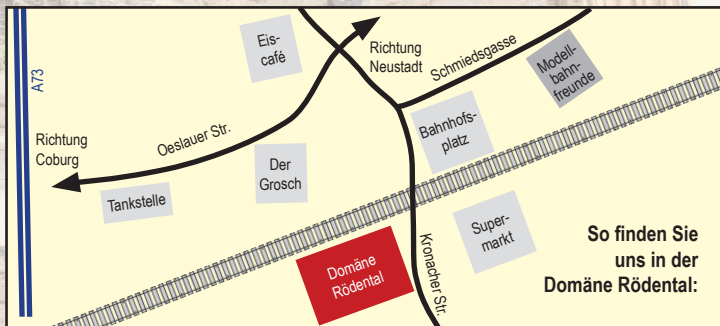 A73
Eis-
café
Richtung
Neustadt
Schmiedsgasse
Modell-
bahn-
freunde
Richtung
Coburg
Oeslauer Str.
Bahnhofs-
platz
Der
Grosch
Tankstelle
Super-
markt
Kronacher Str.
Domäne
Rödental
So finden Sie
uns in der
Domäne Rödental: